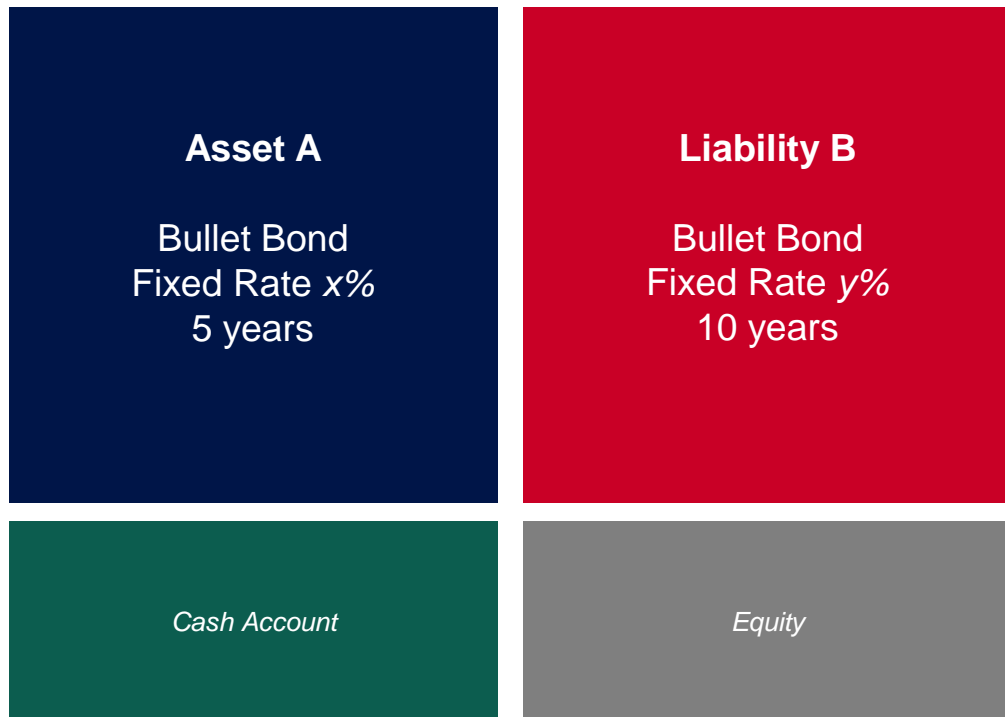 Asset A
Bullet Bond
Fixed Rate x%
5 years
Liability B
Bullet Bond
Fixed Rate y%
10 years
Cash Account
Equity